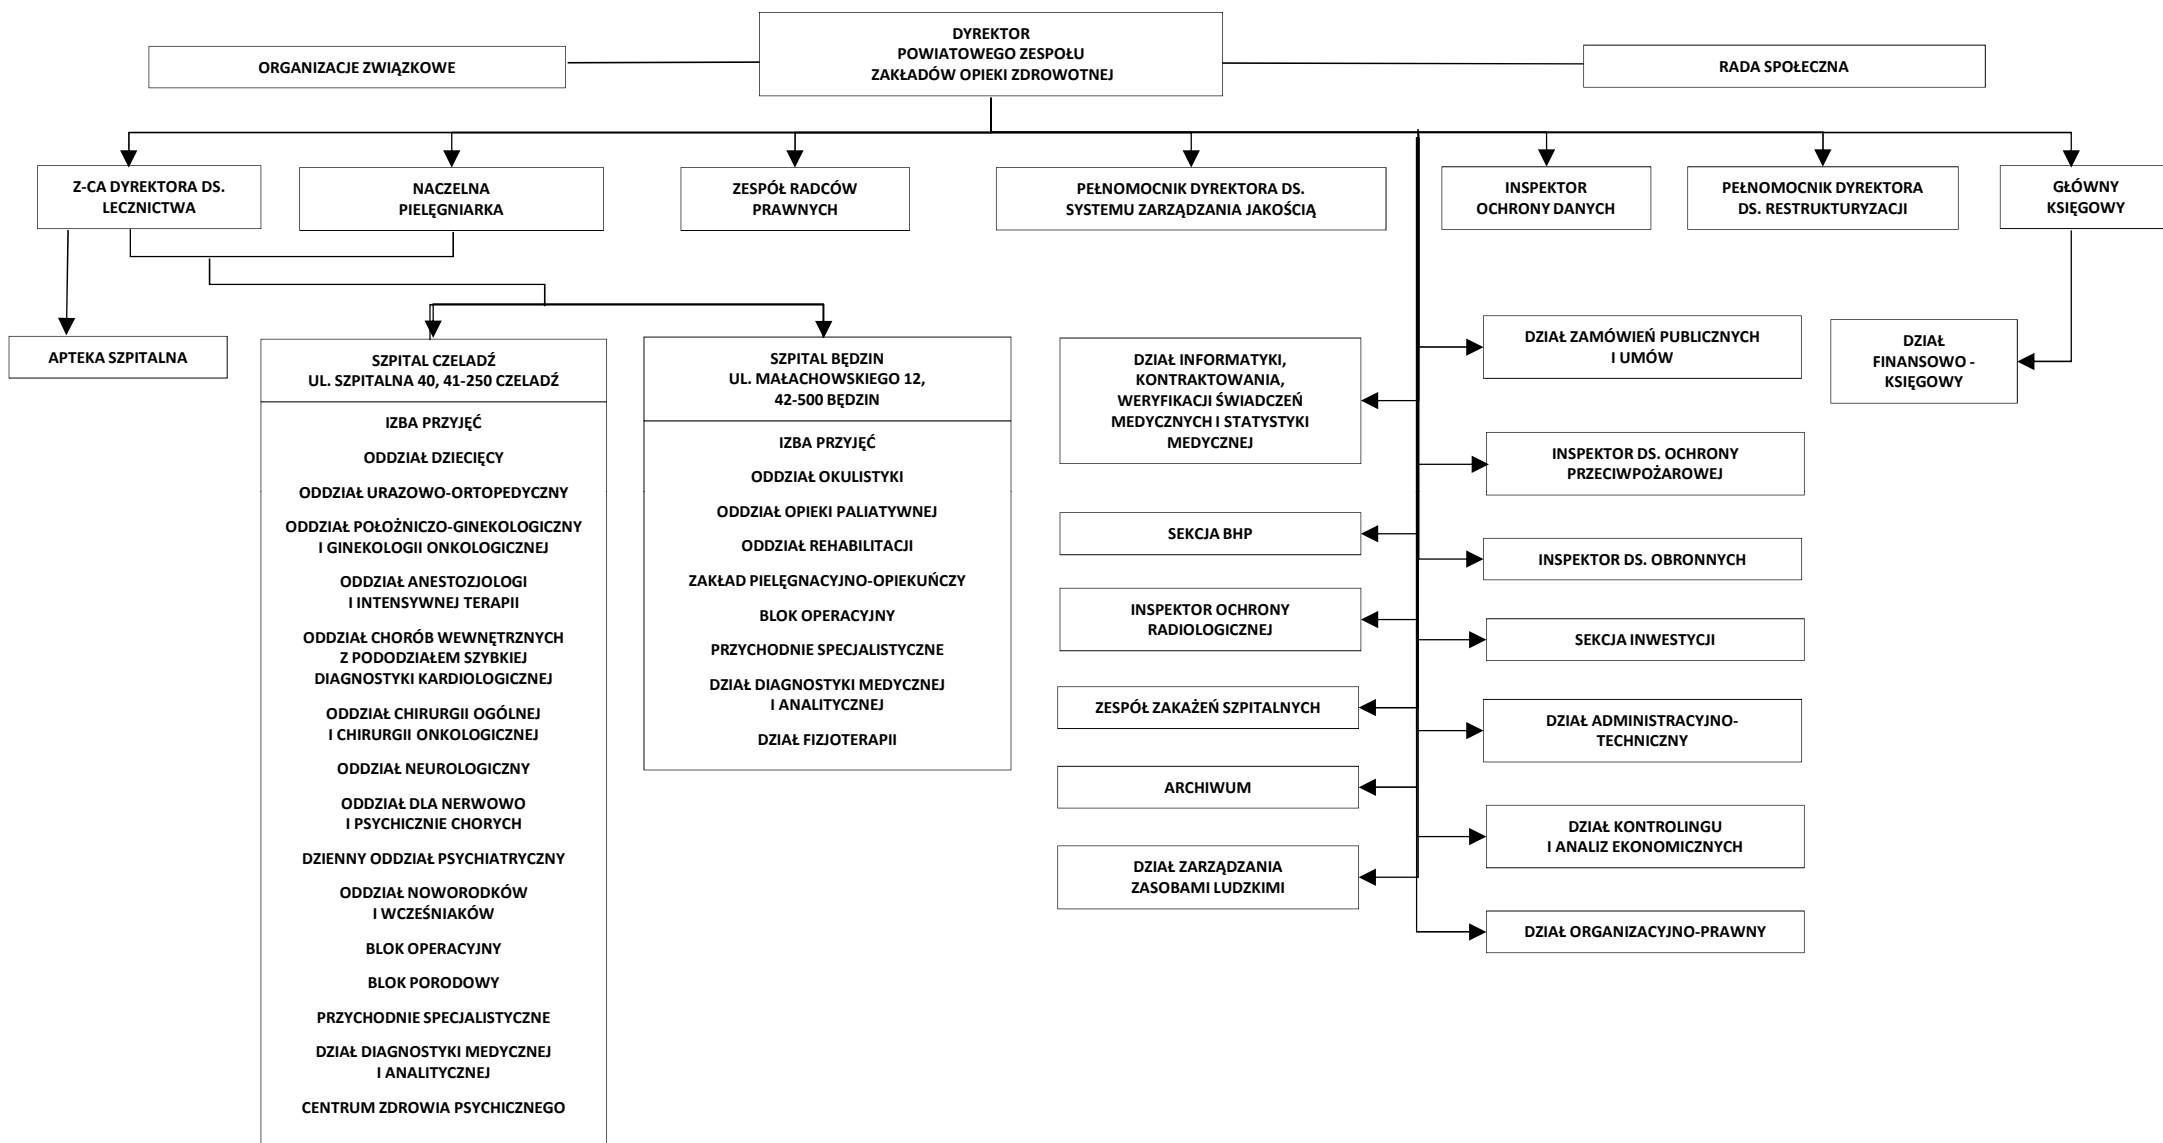 DYREKTOR
POWIATOWEGO ZESPOŁU
ZAKŁADÓW OPIEKI ZDROWOTNEJ
ORGANIZACJE ZWIĄZKOWE
RADA SPOŁECZNA
Z-CA DYREKTORA DS.
LECZNICTWA
NACZELNA
PIELĘGNIARKA
ZESPÓŁ RADCÓW
PRAWNYCH
PEŁNOMOCNIK DYREKTORA DS.
SYSTEMU ZARZĄDZANIA JAKOŚCIĄ
INSPEKTOR
OCHRONY DANYCH
PEŁNOMOCNIK DYREKTORA
DS. RESTRUKTURYZACJI
GŁÓWNY
KSIĘGOWY
APTEKA SZPITALNA
SZPITAL CZELADŹ
UL. SZPITALNA 40, 41-250 CZELADŹ
IZBA PRZYJĘĆ
ODDZIAŁ DZIECIĘCY
ODDZIAŁ URAZOWO-ORTOPEDYCZNY
ODDZIAŁ POŁOŻNICZO-GINEKOLOGICZNY
I GINEKOLOGII ONKOLOGICZNEJ
ODDZIAŁ ANESTOZJOLOGI
I INTENSYWNEJ TERAPII
ODDZIAŁ CHORÓB WEWNĘTRZNYCH
Z PODODZIAŁEM SZYBKIEJ
DIAGNOSTYKI KARDIOLOGICZNEJ
ODDZIAŁ CHIRURGII OGÓLNEJ
I CHIRURGII ONKOLOGICZNEJ
ODDZIAŁ NEUROLOGICZNY
ODDZIAŁ DLA NERWOWO
I PSYCHICZNIE CHORYCH
DZIENNY ODDZIAŁ PSYCHIATRYCZNY
ODDZIAŁ NOWORODKÓW
I WCZEŚNIAKÓW
BLOK OPERACYJNY
BLOK PORODOWY
PRZYCHODNIE SPECJALISTYCZNE
DZIAŁ DIAGNOSTYKI MEDYCZNEJ
I ANALITYCZNEJ
CENTRUM ZDROWIA PSYCHICZNEGO
SZPITAL BĘDZIN
UL. MAŁACHOWSKIEGO 12,
42-500 BĘDZIN
IZBA PRZYJĘĆ
ODDZIAŁ OKULISTYKI
ODDZIAŁ OPIEKI PALIATYWNEJ
ODDZIAŁ REHABILITACJI
ZAKŁAD PIELĘGNACYJNO-OPIEKUŃCZY
BLOK OPERACYJNY
PRZYCHODNIE SPECJALISTYCZNE
DZIAŁ DIAGNOSTYKI MEDYCZNEJ
I ANALITYCZNEJ
DZIAŁ FIZJOTERAPII
DZIAŁ INFORMATYKI,
KONTRAKTOWANIA,
WERYFIKACJI ŚWIADCZEŃ
MEDYCZNYCH I STATYSTYKI
MEDYCZNEJ
SEKCJA BHP
INSPEKTOR OCHRONY
RADIOLOGICZNEJ
ZESPÓŁ ZAKAŻEŃ SZPITALNYCH
ARCHIWUM
DZIAŁ ZARZĄDZANIA
ZASOBAMI LUDZKIMI
DZIAŁ ZAMÓWIEŃ PUBLICZNYCH
I UMÓW
INSPEKTOR DS. OCHRONY
PRZECIWPOŻAROWEJ
INSPEKTOR DS. OBRONNYCH
SEKCJA INWESTYCJI
DZIAŁ ADMINISTRACYJNO-
TECHNICZNY
DZIAŁ KONTROLINGU
I ANALIZ EKONOMICZNYCH
DZIAŁ ORGANIZACYJNO-PRAWNY
DZIAŁ
FINANSOWO -
KSIĘGOWY